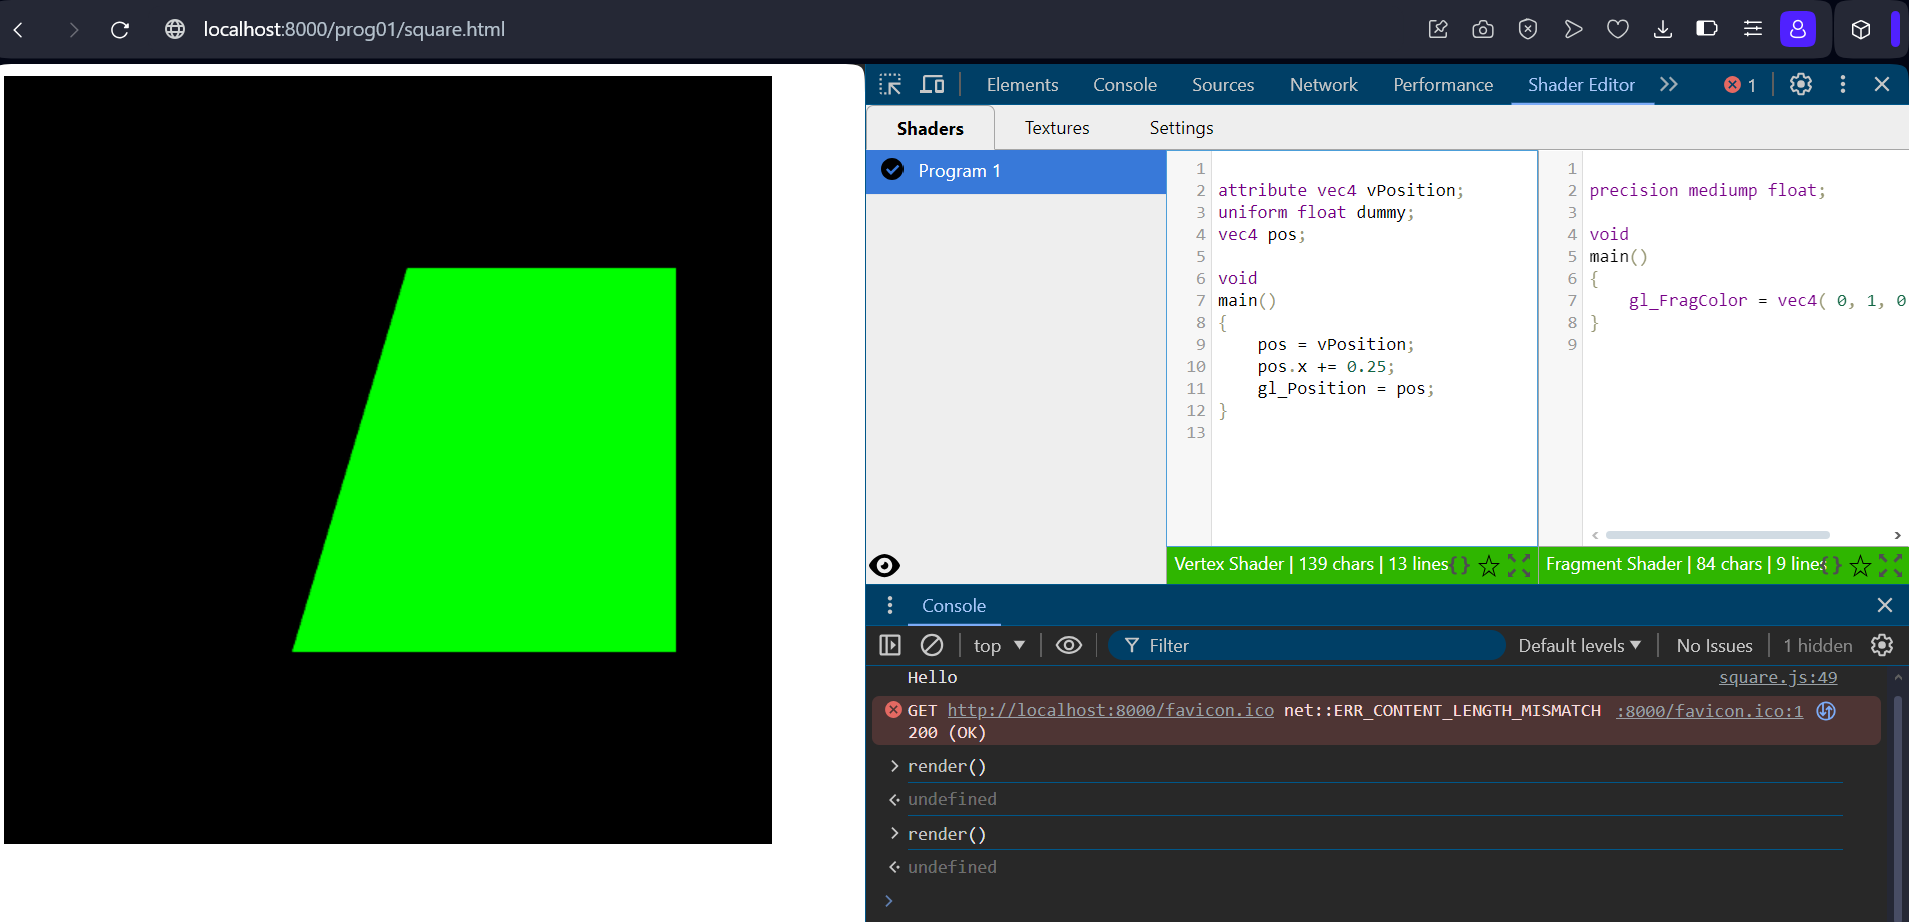 localhost:8000/prog01/square.html
Elements Console Sources Network Performance Shader Editor 1
Shaders Textures Settings
Program 1
1
2 attribute vec4 vPosition;
3 uniform float dummy;
4 vec4 pos;
5
6 void
7 main()
8 {
9 pos = vPosition;
10 pos.x += 0.25;
11 gl_Position = pos;
12 }
13
1
2 precision mediump float;
3
4 void
5 main()
6 {
7 gl_FragColor = vec4( 0, 1, 0
8 }
9
Vertex Shader | 139 chars | 13 lines {}
Fragment Shader | 84 chars | 9 lines {}
Console
top Filter Default levels No Issues 1 hidden
Hello square.js:49
GET http://localhost:8000/favicon.ico net::ERR_CONTENT_LENGTH_MISMATCH :8000/favicon.ico:1
200 (OK)
> render()
undefined
> render()
undefined
>